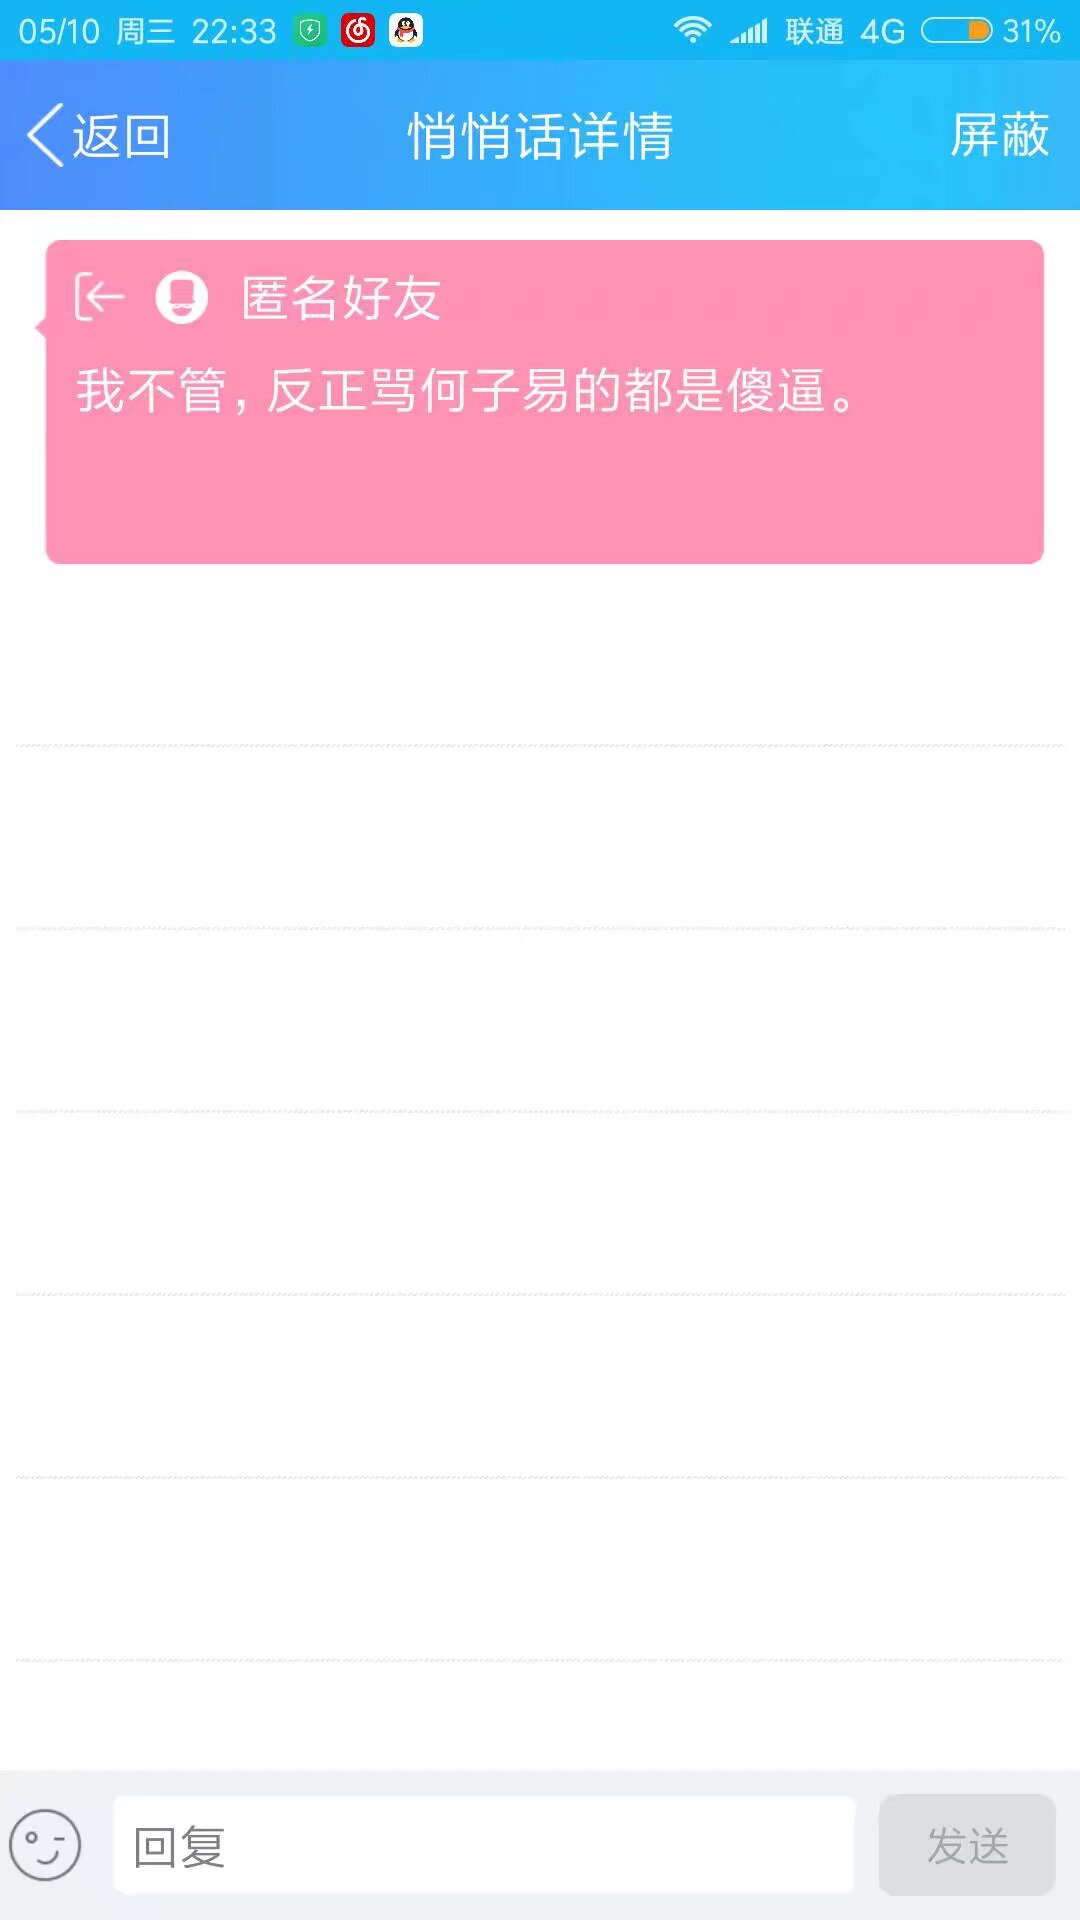 05/10 周三 22:33 联通 4G 31%
返回 悄悄话详情 屏蔽
匿名好友
我不管，反正骂何子易的都是傻逼。
回复 发送